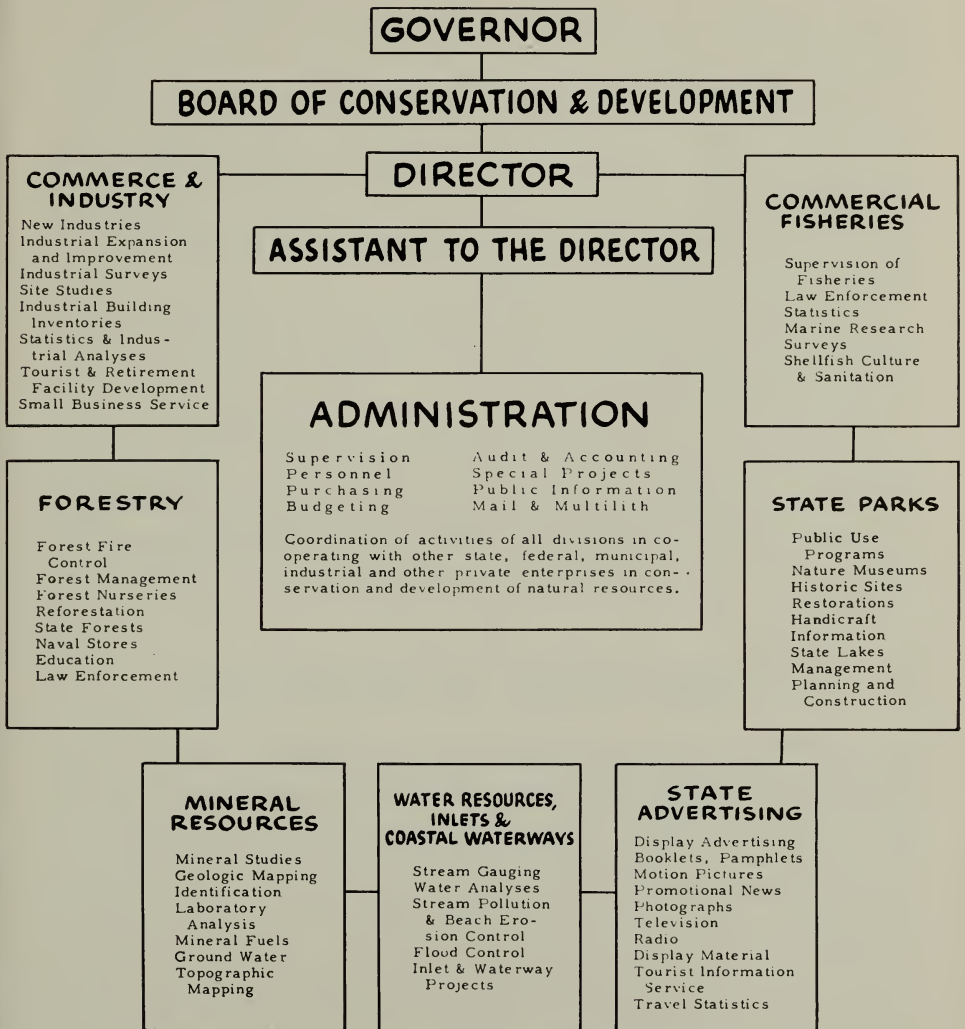 GOVERNOR
BOARD OF CONSERVATION & DEVELOPMENT
DIRECTOR
ASSISTANT TO THE DIRECTOR
COMMERCE &
INDUSTRY
New Industries
Industrial Expansion
and Improvement
Industrial Surveys
Site Studies
Industrial Building
Inventories
Statistics & Indus-
trial Analyses
Tourist & Retirement
Facility Development
Small Business Service
COMMERCIAL
FISHERIES
Supervision of
Fisheries
Law Enforcement
Statistics
Marine Research
Surveys
Shellfish Culture
& Sanitation
ADMINISTRATION
Supervision Audit & Accounting
Personnel Special Projects
Purchasing Public Information
Budgeting Mail & Multilith
Coordination of activities of all divisions in co-
operating with other state, federal, municipal,
industrial and other private enterprises in con-
servation and development of natural resources.
FORESTRY
Forest Fire
Control
Forest Management
Forest Nurseries
Reforestation
State Forests
Naval Stores
Education
Law Enforcement
STATE PARKS
Public Use
Programs
Nature Museums
Historic Sites
Restorations
Handicraft
Information
State Lakes
Management
Planning and
Construction
MINERAL
RESOURCES
Mineral Studies
Geologic Mapping
Identification
Laboratory
Analysis
Mineral Fuels
Ground Water
Topographic
Mapping
WATER RESOURCES,
INLETS &
COASTAL WATERWAYS
Stream Gauging
Water Analyses
Stream Pollution
& Beach Ero-
sion Control
Flood Control
Inlet & Waterway
Projects
STATE
ADVERTISING
Display Advertising
Booklets, Pamphlets
Motion Pictures
Promotional News
Photographs
Television
Radio
Display Material
Tourist Information
Service
Travel Statistics